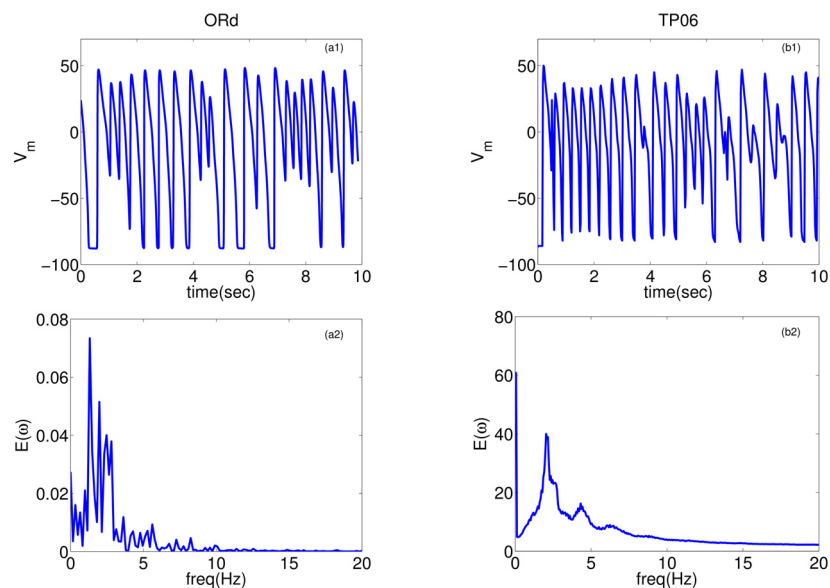 ORd
TP06
(a1)
50
0
−50
−100
V_m
0 2 4 6 8 10
time(sec)
(b1)
50
0
−50
−100
V_m
0 2 4 6 8 10
time(sec)
(a2)
0.08
0.06
0.04
0.02
0
E(ω)
0 5 10 15 20
freq(Hz)
(b2)
80
60
40
20
0
E(ω)
0 5 10 15 20
freq(Hz)